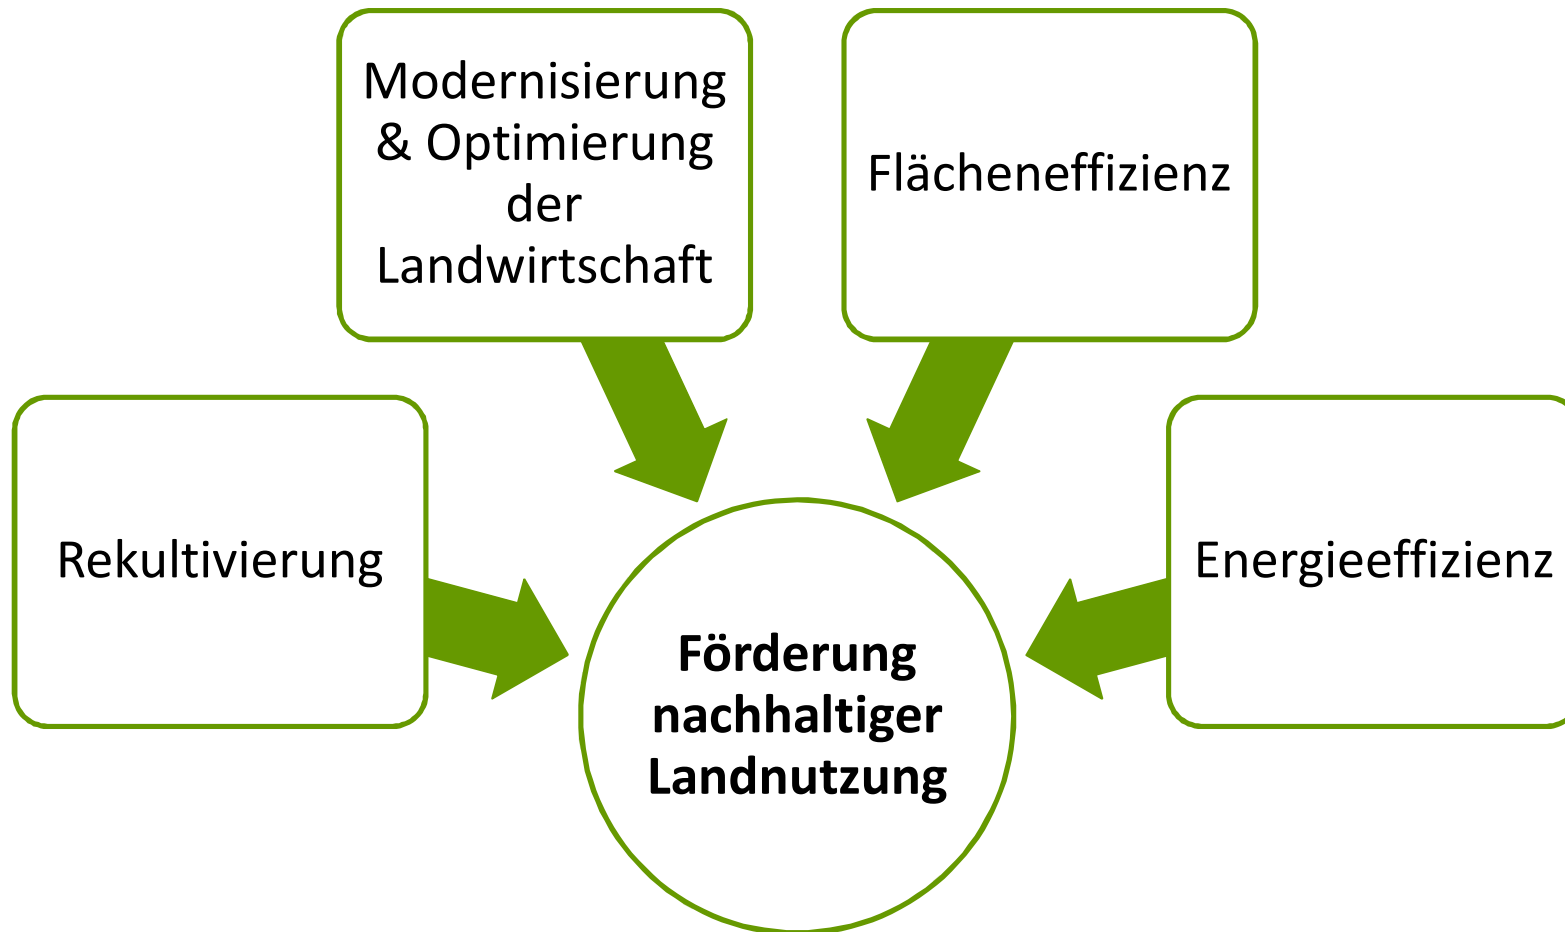 Modernisierung
& Optimierung
der
Landwirtschaft
Flächeneffizienz
Rekultivierung
Energieeffizienz
Förderung
nachhaltiger
Landnutzung